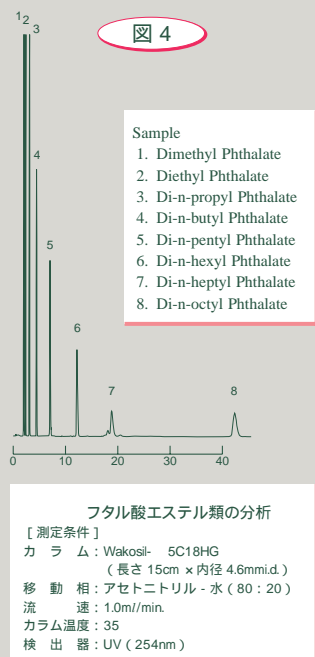 図4
12
3
4
5
6
7
8
0 10 20 30 40
Sample
1. Dimethyl Phthalate
2. Diethyl Phthalate
3. Di-n-propyl Phthalate
4. Di-n-butyl Phthalate
5. Di-n-pentyl Phthalate
6. Di-n-hexyl Phthalate
7. Di-n-heptyl Phthalate
8. Di-n-octyl Phthalate
フタル酸エステル類の分析
[測定条件]
カラム:Wakosil- 5C18HG
(長さ 15cm × 内径 4.6mmi.d.)
移動相:アセトニトリル - 水(80:20)
流速:1.0m//min.
カラム温度:35
検出器:UV(254nm)